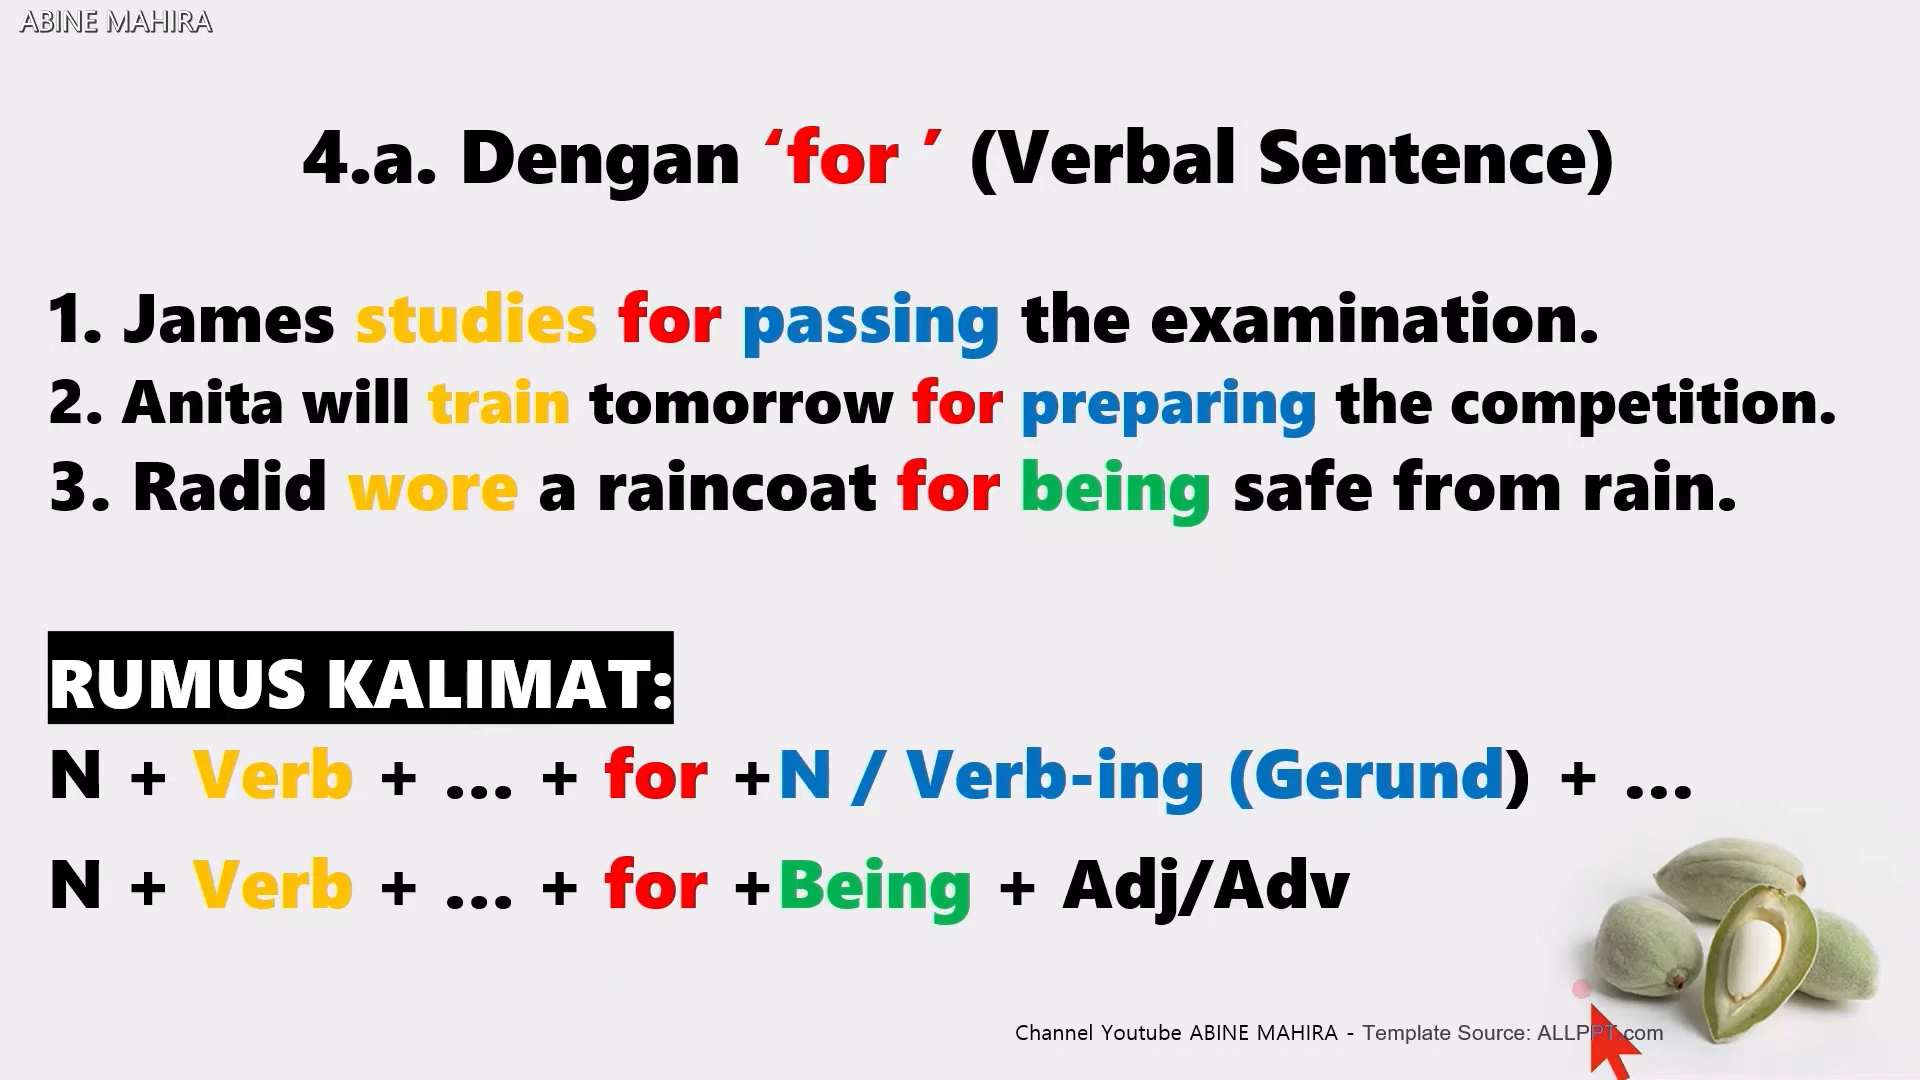 ABINE MAHIRA
4.a. Dengan ‘for ’ (Verbal Sentence)
1. James studies for passing the examination.
2. Anita will train tomorrow for preparing the competition.
3. Radid wore a raincoat for being safe from rain.
RUMUS KALIMAT:
N + Verb + ... + for +N / Verb-ing (Gerund) + ...
N + Verb + ... + for +Being + Adj/Adv
Channel Youtube ABINE MAHIRA - Template Source: ALLPPT.com